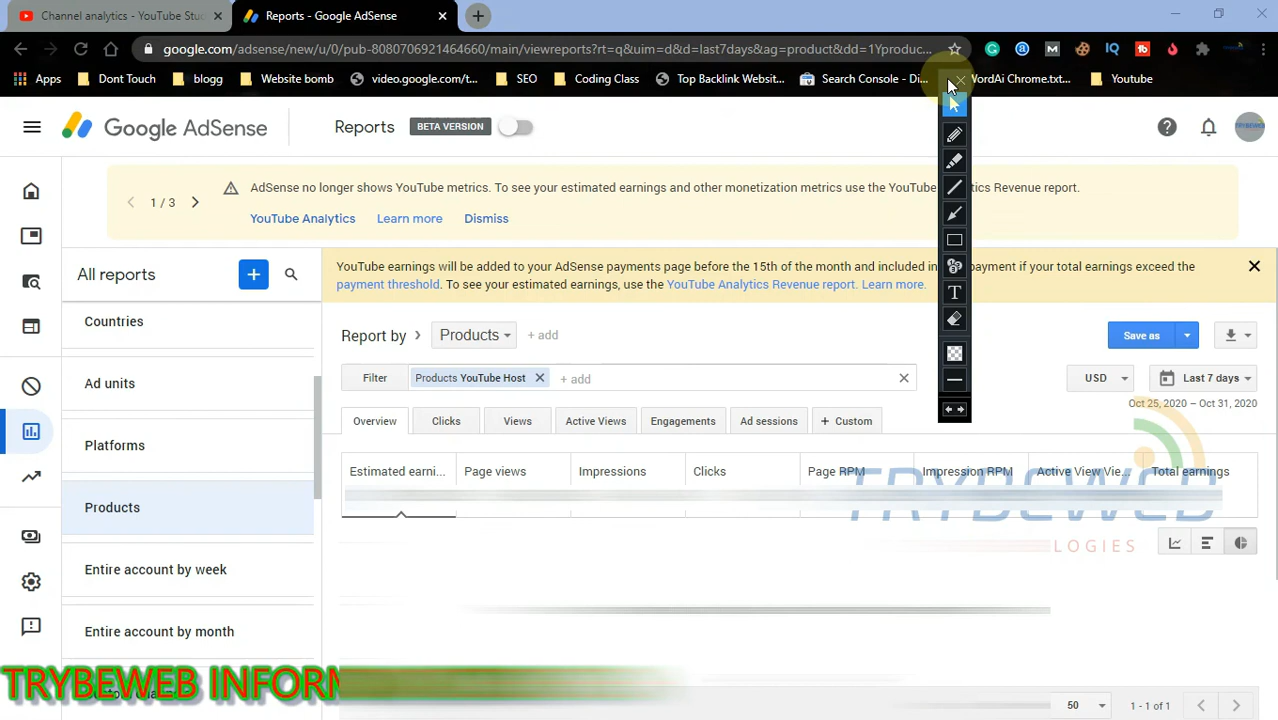 Channel analytics - YouTube Stu
Reports - Google AdSense
google.com/adsense/new/u/0/pub-8080706921464660/main/viewreports?rt=q&uim=d&d=last7days&ag=product&dd=1Yproduc...
Apps
Dont Touch
blogg
Website bomb
video.google.com/t...
SEO
Coding Class
Top Backlink Websit...
Search Console - Di...
WordAi Chrome.txt...
Youtube
Google AdSense
Reports
BETA VERSION
TRYBEWEB
1 / 3
AdSense no longer shows YouTube metrics. To see your estimated earnings and other monetization metrics use the YouTube Analytics Revenue report.
YouTube Analytics
Learn more
Dismiss
All reports
Countries
Ad units
Platforms
Products
Entire account by week
Entire account by month
YouTube earnings will be added to your AdSense payments page before the 15th of the month and included in payment if your total earnings exceed the
payment threshold. To see your estimated earnings, use the YouTube Analytics Revenue report. Learn more.
Report by
Products
+ add
Save as
Filter
Products YouTube Host
+ add
USD
Last 7 days
Oct 25, 2020 – Oct 31, 2020
Overview
Clicks
Views
Active Views
Engagements
Ad sessions
+ Custom
Estimated earni...
Page views
Impressions
Clicks
Page RPM
Impression RPM
Active View Vie...
Total earnings
TRYBEWEB
LOGIES
TRYBEWEB INFORM
50
1 - 1 of 1